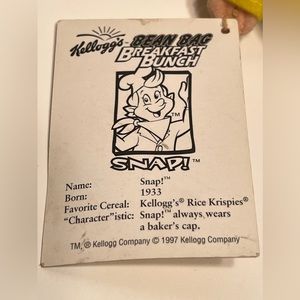 Kellogg's® BEAN BAG
BREAKFAST
BUNCH
SNAP!™
Name: Snap!™
Born: 1933
Favorite Cereal: Kellogg's® Rice Krispies®
"Character"istic: Snap!™ always wears
a baker's cap.
TM, ® Kellogg Company © 1997 Kellogg Company